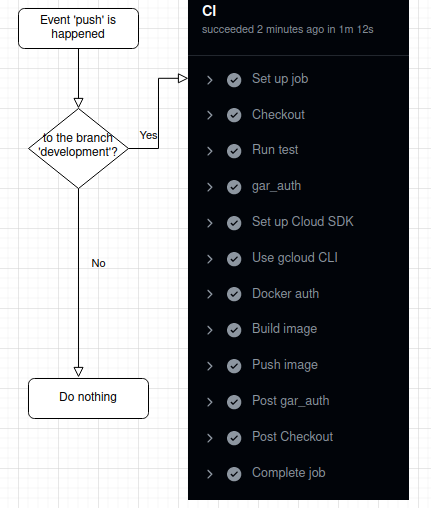 Event 'push' is
happened
to the branch
'development'?
Yes
No
Do nothing
CI
succeeded 2 minutes ago in 1m 12s
Set up job
Checkout
Run test
gar_auth
Set up Cloud SDK
Use gcloud CLI
Docker auth
Build image
Push image
Post gar_auth
Post Checkout
Complete job